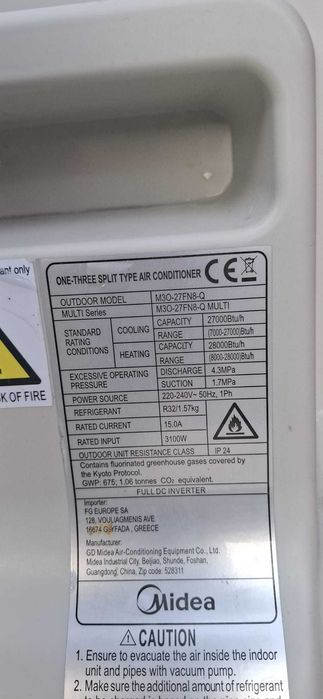 ant only
K OF FIRE
ONE-THREE SPLIT TYPE AIR CONDITIONER CE
OUTDOOR MODEL M3O-27FN8-Q
MULTI Series M3O-27FN8-Q MULTI
STANDARD RATING CONDITIONS
COOLING CAPACITY 27000Btu/h
RANGE (7000-27000)Btu/h
HEATING CAPACITY 28000Btu/h
RANGE (8000-28000)Btu/h
EXCESSIVE OPERATING PRESSURE
DISCHARGE 4.3MPa
SUCTION 1.7MPa
POWER SOURCE 220-240V~ 50Hz, 1Ph
REFRIGERANT R32/1.57kg
RATED CURRENT 15.0A
RATED INPUT 3100W
OUTDOOR UNIT RESISTANCE CLASS IP 24
Contains fluorinated greenhouse gases covered by
the Kyoto Protocol.
GWP: 675; 1.06 tonnes CO₂ equivalent.
FULL DC INVERTER
Importer:
FG EUROPE SA
128, VOULIAGMENIS AVE
16674 GLYFADA, GREECE
Manufacturer:
GD Midea Air-Conditioning Equipment Co., Ltd.
Midea Industrial City, Beijiao, Shunde, Foshan,
Guangdong, China, Zip code: 528311
Midea
CAUTION
1. Ensure to evacuate the air inside the indoor
unit and pipes with vacuum pump.
2. Make sure the additional amount of refrigerant